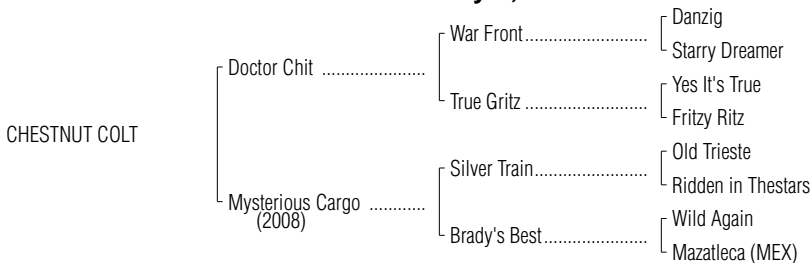 Danzig
War Front......................
Starry Dreamer
Doctor Chit ......................
Yes It's True
True Gritz .....................
Fritzy Ritz
CHESTNUT COLT
Old Trieste
Silver Train....................
Ridden in Thestars
Mysterious Cargo ............
(2008)
Wild Again
Brady's Best......................
Mazatleca (MEX)